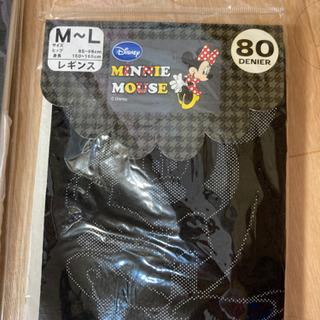 M~L
サイズ
ヒップ 85~98cm
身長 150~165cm
レギンス
Disney
MINNIE
MOUSE
© Disney
80
DENIER